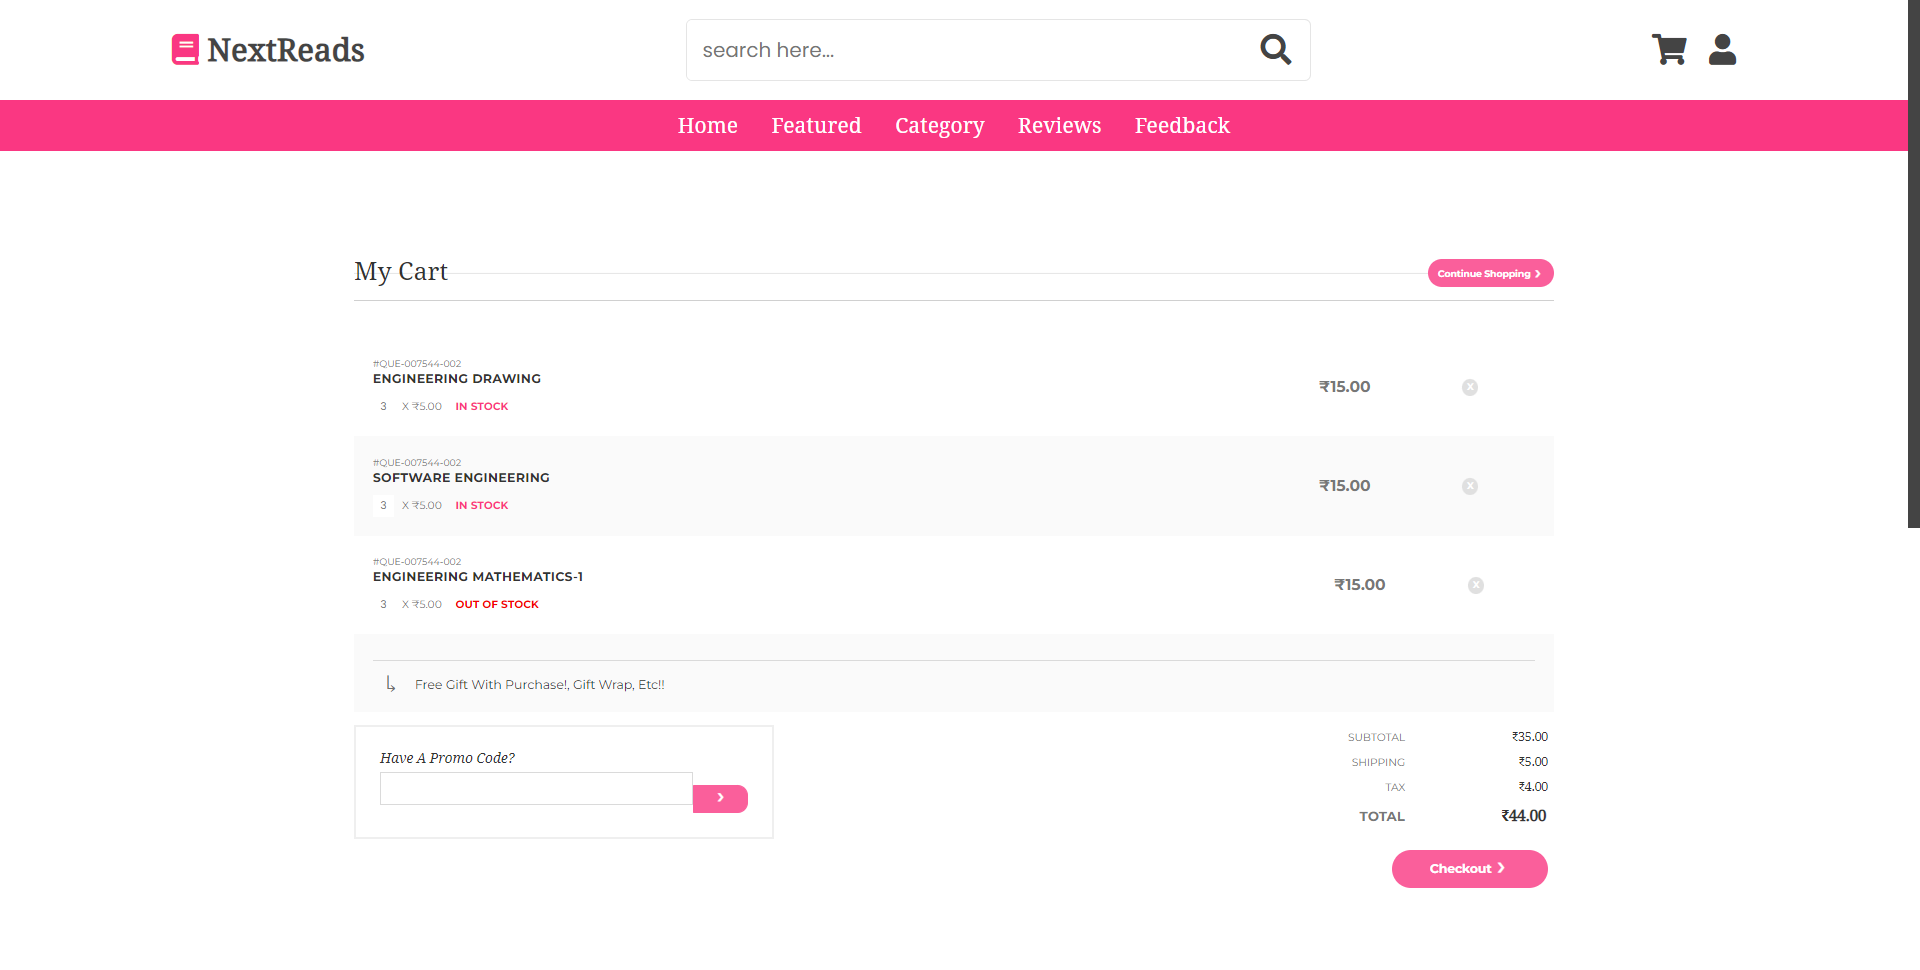 NextReads
search here...
Home Featured Category Reviews Feedback
My Cart
Continue Shopping ›
#QUE-007544-002
ENGINEERING DRAWING
3 X ₹5.00 IN STOCK
₹15.00
x
#QUE-007544-002
SOFTWARE ENGINEERING
3 X ₹5.00 IN STOCK
₹15.00
x
#QUE-007544-002
ENGINEERING MATHEMATICS-1
3 X ₹5.00 OUT OF STOCK
₹15.00
x
Free Gift With Purchase!, Gift Wrap, Etc!!
Have A Promo Code?
›
SUBTOTAL ₹35.00
SHIPPING ₹5.00
TAX ₹4.00
TOTAL ₹44.00
Checkout ›